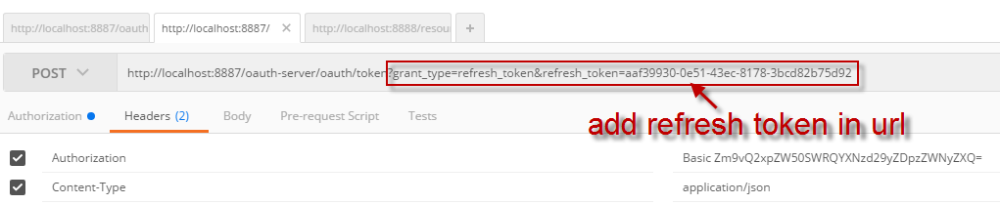 http://localhost:8887/oauth http://localhost:8887/ × http://localhost:8888/resou +
POST http://localhost:8887/oauth-server/oauth/token?grant_type=refresh_token&refresh_token=aaf39930-0e51-43ec-8178-3bcd82b75d92
Authorization Headers (2) Body Pre-request Script Tests
add refresh token in url
Authorization Basic Zm9vQ2xpZW50SWRQYXNzd29yZDpzZWNyZXQ=
Content-Type application/json